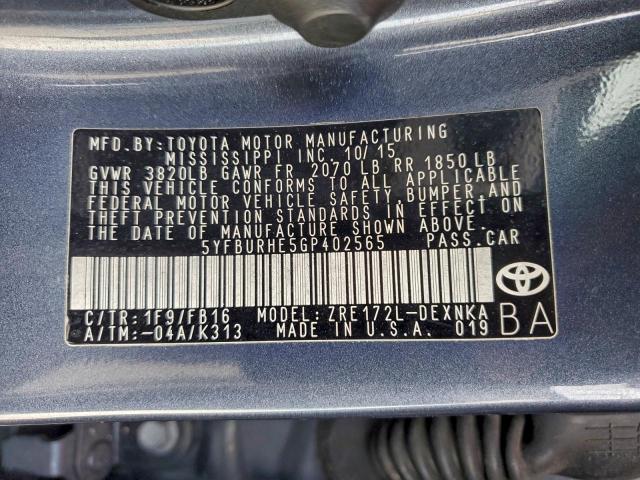 MFD.BY:TOYOTA MOTOR MANUFACTURING
MISSISSIPPI INC. 10/15
GVWR 3820LB GAWR FR 2070 LB RR 1850LB
THIS VEHICLE CONFORMS TO ALL APPLICABLE
FEDERAL MOTOR VEHICLE SAFETY,BUMPER AND
THEFT PREVENTION STANDARDS IN EFFECT ON
THE DATE OF MANUFACTURE SHOWN ABOVE.
5YFBURHE5GP402565 PASS.CAR
C/TR:1F9/FB16 MODEL:ZRE172L-DEXNKA
A/TM:-04A/K313 MADE IN U.S.A. 019
BA